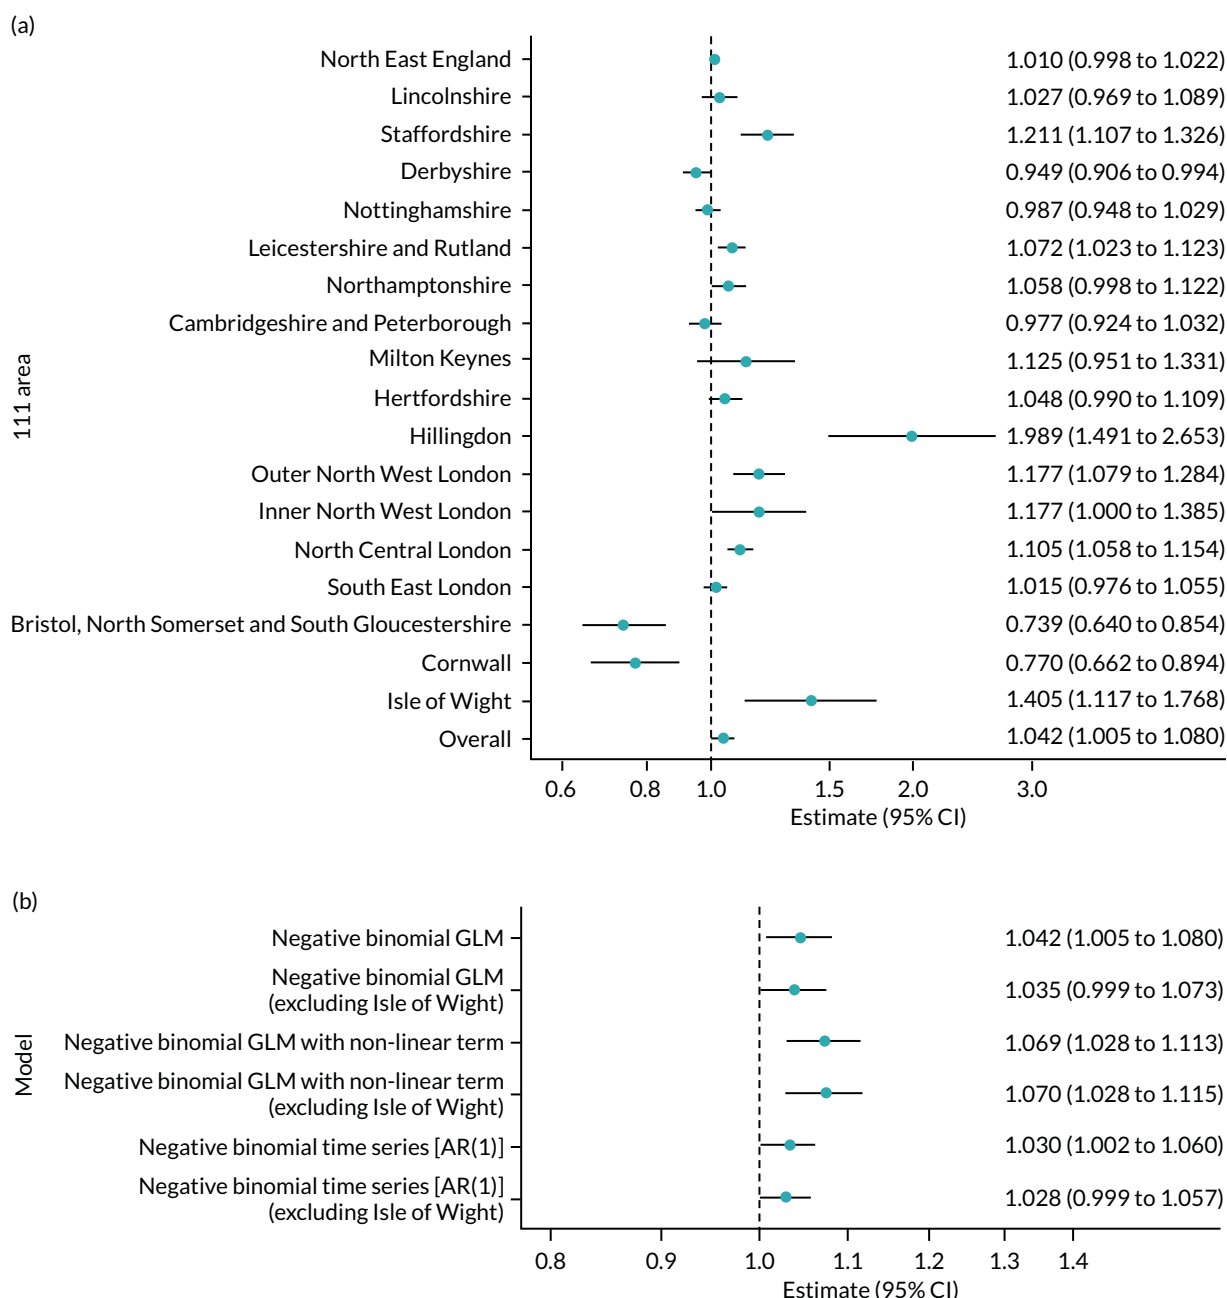 (a)
North East England 1.010 (0.998 to 1.022)
Lincolnshire 1.027 (0.969 to 1.089)
Staffordshire 1.211 (1.107 to 1.326)
Derbyshire 0.949 (0.906 to 0.994)
Nottinghamshire 0.987 (0.948 to 1.029)
Leicestershire and Rutland 1.072 (1.023 to 1.123)
Northamptonshire 1.058 (0.998 to 1.122)
Cambridgeshire and Peterborough 0.977 (0.924 to 1.032)
Milton Keynes 1.125 (0.951 to 1.331)
Hertfordshire 1.048 (0.990 to 1.109)
Hillingdon 1.989 (1.491 to 2.653)
Outer North West London 1.177 (1.079 to 1.284)
Inner North West London 1.177 (1.000 to 1.385)
North Central London 1.105 (1.058 to 1.154)
South East London 1.015 (0.976 to 1.055)
Bristol, North Somerset and South Gloucestershire 0.739 (0.640 to 0.854)
Cornwall 0.770 (0.662 to 0.894)
Isle of Wight 1.405 (1.117 to 1.768)
Overall 1.042 (1.005 to 1.080)
111 area
0.6 0.8 1.0 1.5 2.0 3.0
Estimate (95% CI)
(b)
Negative binomial GLM 1.042 (1.005 to 1.080)
Negative binomial GLM
(excluding Isle of Wight) 1.035 (0.999 to 1.073)
Negative binomial GLM with non-linear term 1.069 (1.028 to 1.113)
Negative binomial GLM with non-linear term
(excluding Isle of Wight) 1.070 (1.028 to 1.115)
Negative binomial time series [AR(1)] 1.030 (1.002 to 1.060)
Negative binomial time series [AR(1)]
(excluding Isle of Wight) 1.028 (0.999 to 1.057)
Model
0.8 0.9 1.0 1.1 1.2 1.3 1.4
Estimate (95% CI)